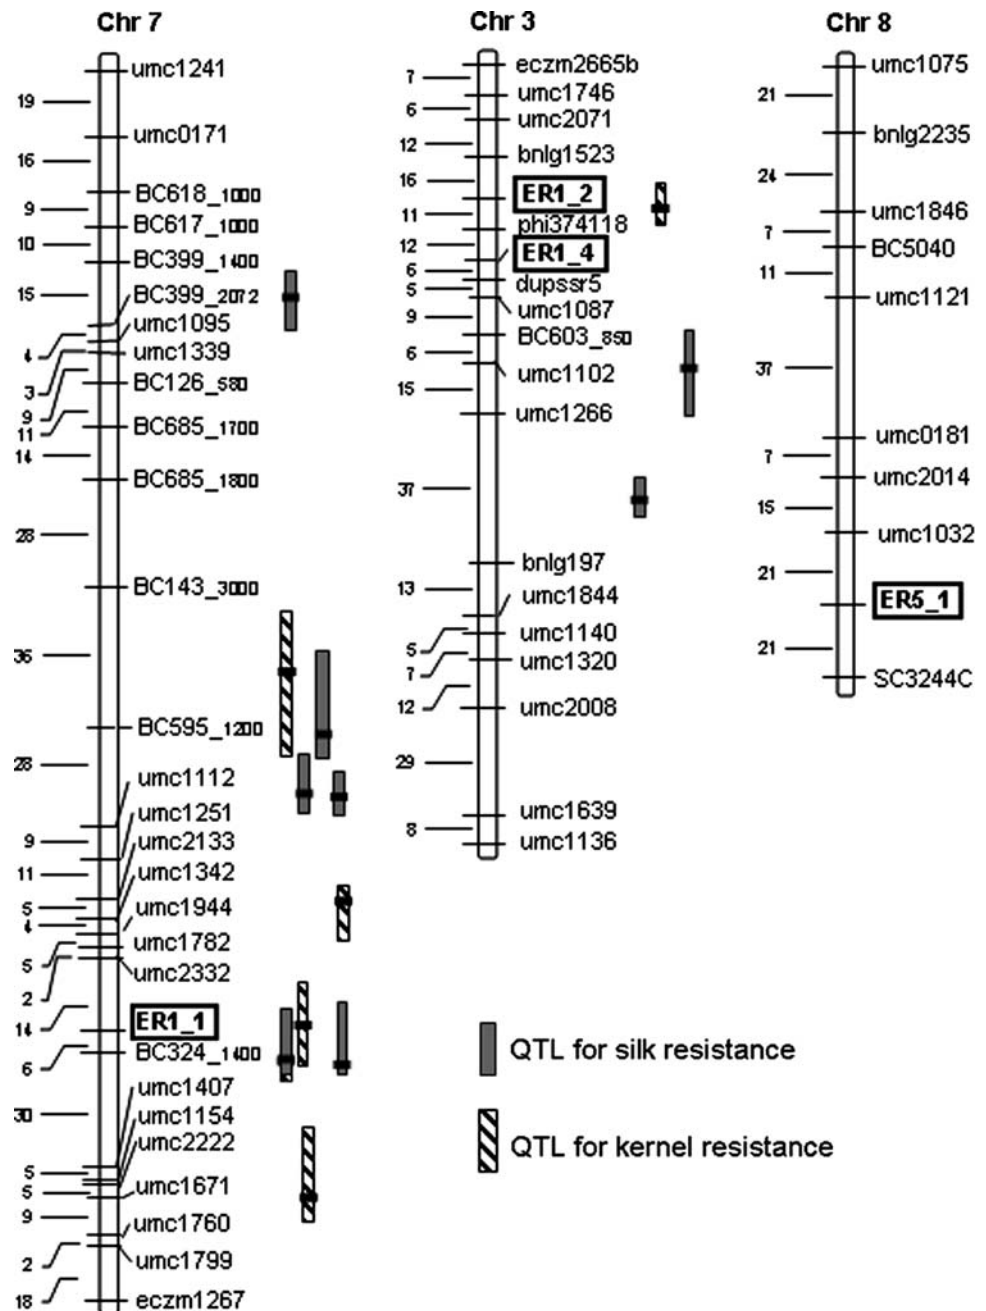 Chr 7
umc1241
19
umc0171
16
BC618_1000
9
BC617_1000
10
BC399_1400
15
BC399_2072
umc1095
4
umc1339
3
BC126_580
9
11
BC685_1700
14
BC685_1800
28
BC143_3000
36
BC595_1200
28
umc1112
umc1251
9
umc2133
11
umc1342
5
umc1944
4
umc1782
5
umc2332
2
ER1_1
14
BC324_1400
6
umc1407
30
umc1154
umc2222
5
umc1671
5
9
umc1760
2
umc1799
18
eczm1267
Chr 3
eczm2665b
7
umc1746
6
umc2071
12
bnlg1523
16
ER1_2
11
phi374118
12
ER1_4
6
dupssr5
5
umc1087
9
BC603_850
6
umc1102
15
umc1266
37
bnlg197
13
umc1844
umc1140
5
umc1320
7
umc2008
12
29
umc1639
8
umc1136
Chr 8
umc1075
21
bnlg2235
24
umc1846
7
BC5040
11
umc1121
37
umc0181
7
umc2014
15
umc1032
21
ER5_1
21
SC3244C
QTL for silk resistance
QTL for kernel resistance